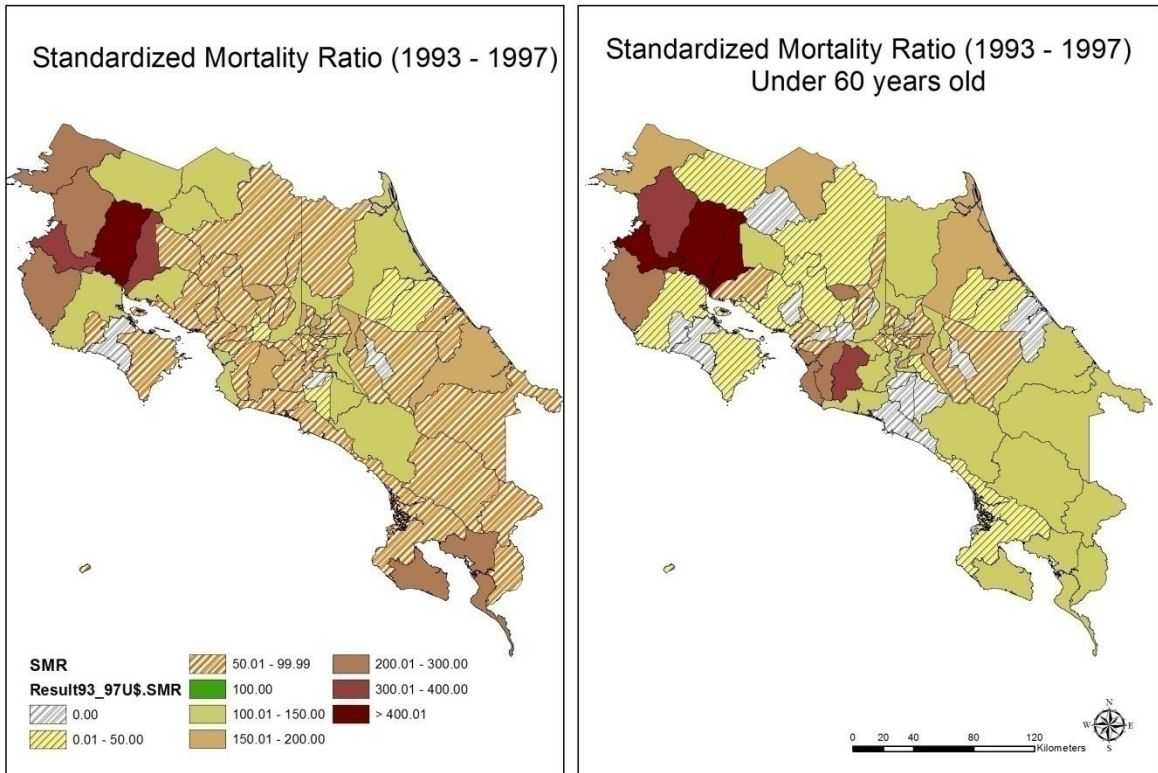 Standardized Mortality Ratio (1993 - 1997)
SMR
Result93_97U$.SMR
0.00
0.01 - 50.00
50.01 - 99.99
100.00
100.01 - 150.00
150.01 - 200.00
200.01 - 300.00
300.01 - 400.00
> 400.01
Standardized Mortality Ratio (1993 - 1997)
Under 60 years old
N
W E
S
0 20 40 80 120
Kilometers